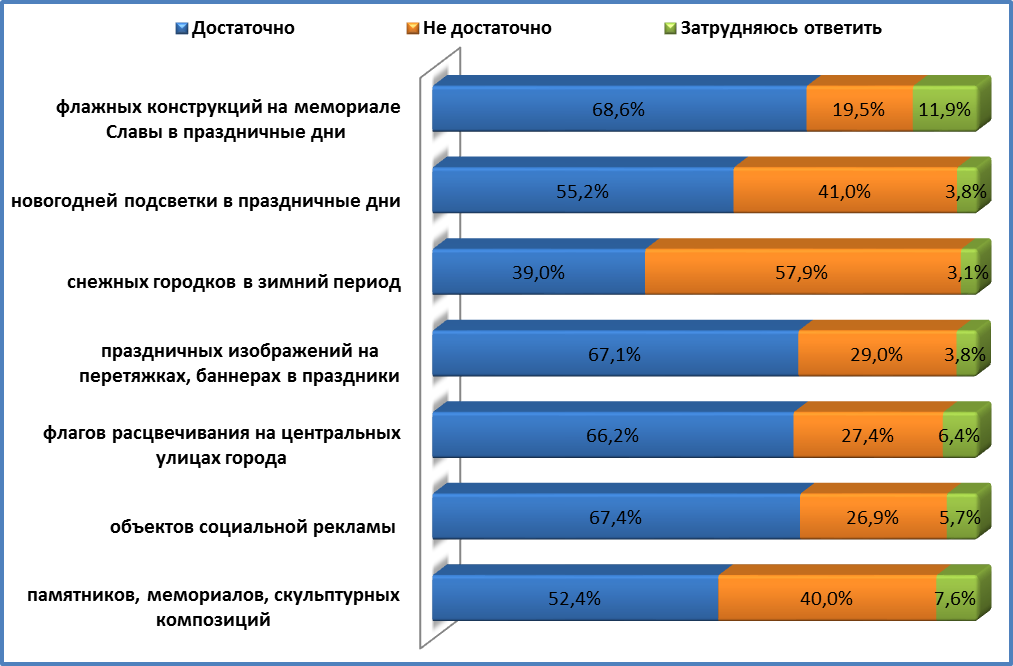 Достаточно Не достаточно Затрудняюсь ответить
флажных конструкций на мемориале
Славы в праздничные дни
68,6% 19,5% 11,9%
новогодней подсветки в праздничные дни
55,2% 41,0% 3,8%
снежных городков в зимний период
39,0% 57,9% 3,1%
праздничных изображений на
перетяжках, баннерах в праздники
67,1% 29,0% 3,8%
флагов расцвечивания на центральных
улицах города
66,2% 27,4% 6,4%
объектов социальной рекламы
67,4% 26,9% 5,7%
памятников, мемориалов, скульптурных
композиций
52,4% 40,0% 7,6%